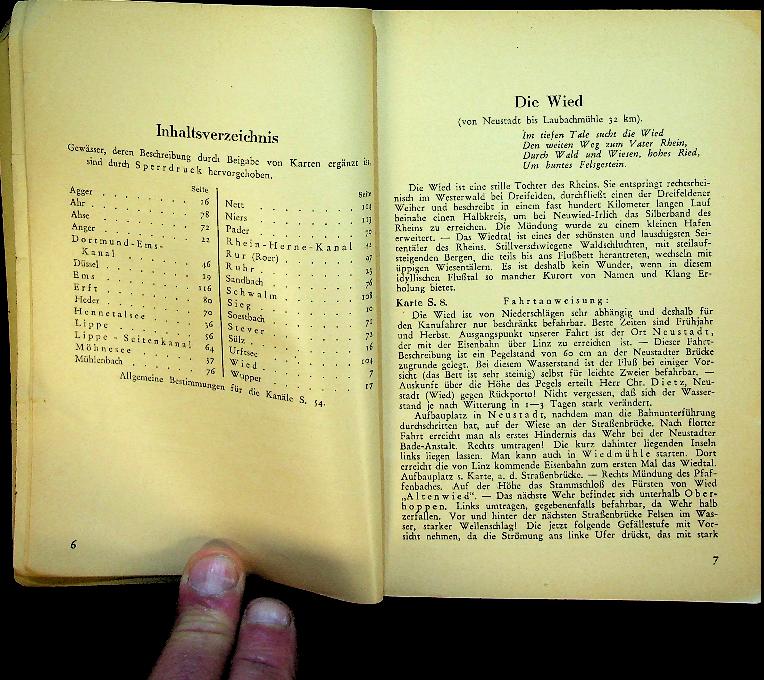 Inhaltsverzeichnis
Gewässer, deren Beschreibung durch Beigabe von Karten ergänzt ist,
sind durch Sperrdruck hervorgehoben.
Seite
Agger . . . . . . . 16
Ahr . . . . . . . 78
Ahse . . . . . . . 72
Anger . . . . . . . 22
Dortmund-Ems-
Kanal . . . . . . 46
Düssel . . . . . . 19
Ems . . . . . . . 116
Erft . . . . . . . 80
Heder . . . . . . 70
Hennetalsee . . . . 36
Lippe . . . . . . 56
Lippe-Seitenkanal 64
Möhnesee . . . . . 57
Mühlenbach . . . . . 76
Seite
Nett . . . . . . .
Niers . . . . . . . 113
Pader . . . . . . . 70
Rhein-Herne-Kanal
Rur (Roer) . . . . . 97
Ruhr . . . . . . . 25
Sandbach . . . . . . 76
Schwalm . . . . . . 108
Sieg . . . . . . . 10
Soestbach . . . . . .
Stever . . . . . . . 72
Sülz . . . . . . . 16
Urftsee . . . . . . 104
Wied . . . . . . . 7
Wupper . . . . . . 17
Allgemeine Bestimmungen für die Kanäle S. 54.
6
Die Wied
(von Neustadt bis Laubachmühle 32 km).
Im tiefen Tale sucht die Wied
Den weiten Weg zum Vater Rhein,
Durch Wald und Wiesen, hohes Ried,
Um buntes Felsgestein.
Die Wied ist eine stille Tochter des Rheins. Sie entspringt rechtsrhei-
nisch im Westerwald bei Dreifeiden, durchfließt einen der Dreifeldener
Weiher und beschreibt in einem fast hundert Kilometer langen Lauf
beinahe einen Halbkreis, um bei Neuwied-Irlich das Silberband des
Rheins zu erreichen. Die Mündung wurde zu einem kleinen Hafen
erweitert. — Das Wiedtal ist eines der schönsten und lauschigsten Sei-
tentäler des Rheins. Stillverschwiegene Waldschluchten, mit steilauf-
steigenden Bergen, die teils bis ans Flußbett herantreten, wechseln mit
üppigen Wiesentälern. Es ist deshalb kein Wunder, wenn in diesem
idyllischen Flußtal so mancher Kurort von Namen und Klang Er-
holung bietet.
Karte S. 8. Fahrtanweisung:
Die Wied ist von Niederschlägen sehr abhängig und deshalb für
den Kanufahrer nur beschränkt befahrbar. Beste Zeiten sind Frühjahr
und Herbst. Ausgangspunkt unserer Fahrt ist der Ort Neustadt,
der mit der Eisenbahn über Linz zu erreichen ist. — Dieser Fahrt-
Beschreibung ist ein Pegelstand von 60 cm an der Neustadter Brücke
zugrunde gelegt. Bei diesem Wasserstand ist der Fluß bei einiger Vor-
sicht (das Bett ist sehr steinig) selbst für leichte Zweier befahrbar. —
Auskunft über die Höhe des Pegels erteilt Herr Chr. Dietz, Neu-
stadt (Wied) gegen Rückporto! Nicht vergessen, daß sich der Wasser-
stand je nach Witterung in 1—3 Tagen stark verändert.
Aufbauplatz in Neustadt, nachdem man die Bahnunterführung
durchschritten hat, auf der Wiese an der Straßenbrücke. Nach flotter
Fahrt erreicht man als erstes Hindernis das Wehr bei der Neustadter
Bade-Anstalt. Rechts umtragen! Die kurz dahinter liegenden Inseln
links liegen lassen. Man kann auch in Wiedmühle starten. Dort
erreicht die von Linz kommende Eisenbahn zum ersten Mal das Wiedtal.
Aufbauplatz s. Karte, a. d. Straßenbrücke. — Rechts Mündung des Pfaf-
fenbaches. Auf der Höhe das Stammschloß des Fürsten von Wied
„Altenwied“. — Das nächste Wehr befindet sich unterhalb Ober-
hoppen. Links umtragen, gegebenenfalls befahrbar, da Wehr halb
zerfallen. Vor und hinter der nächsten Straßenbrücke Felsen im Was-
ser, starker Wellenschlag! Die jetzt folgende Gefällestufe mit Vor-
sicht nehmen, da die Strömung ans linke Ufer drückt, das mit stark
7